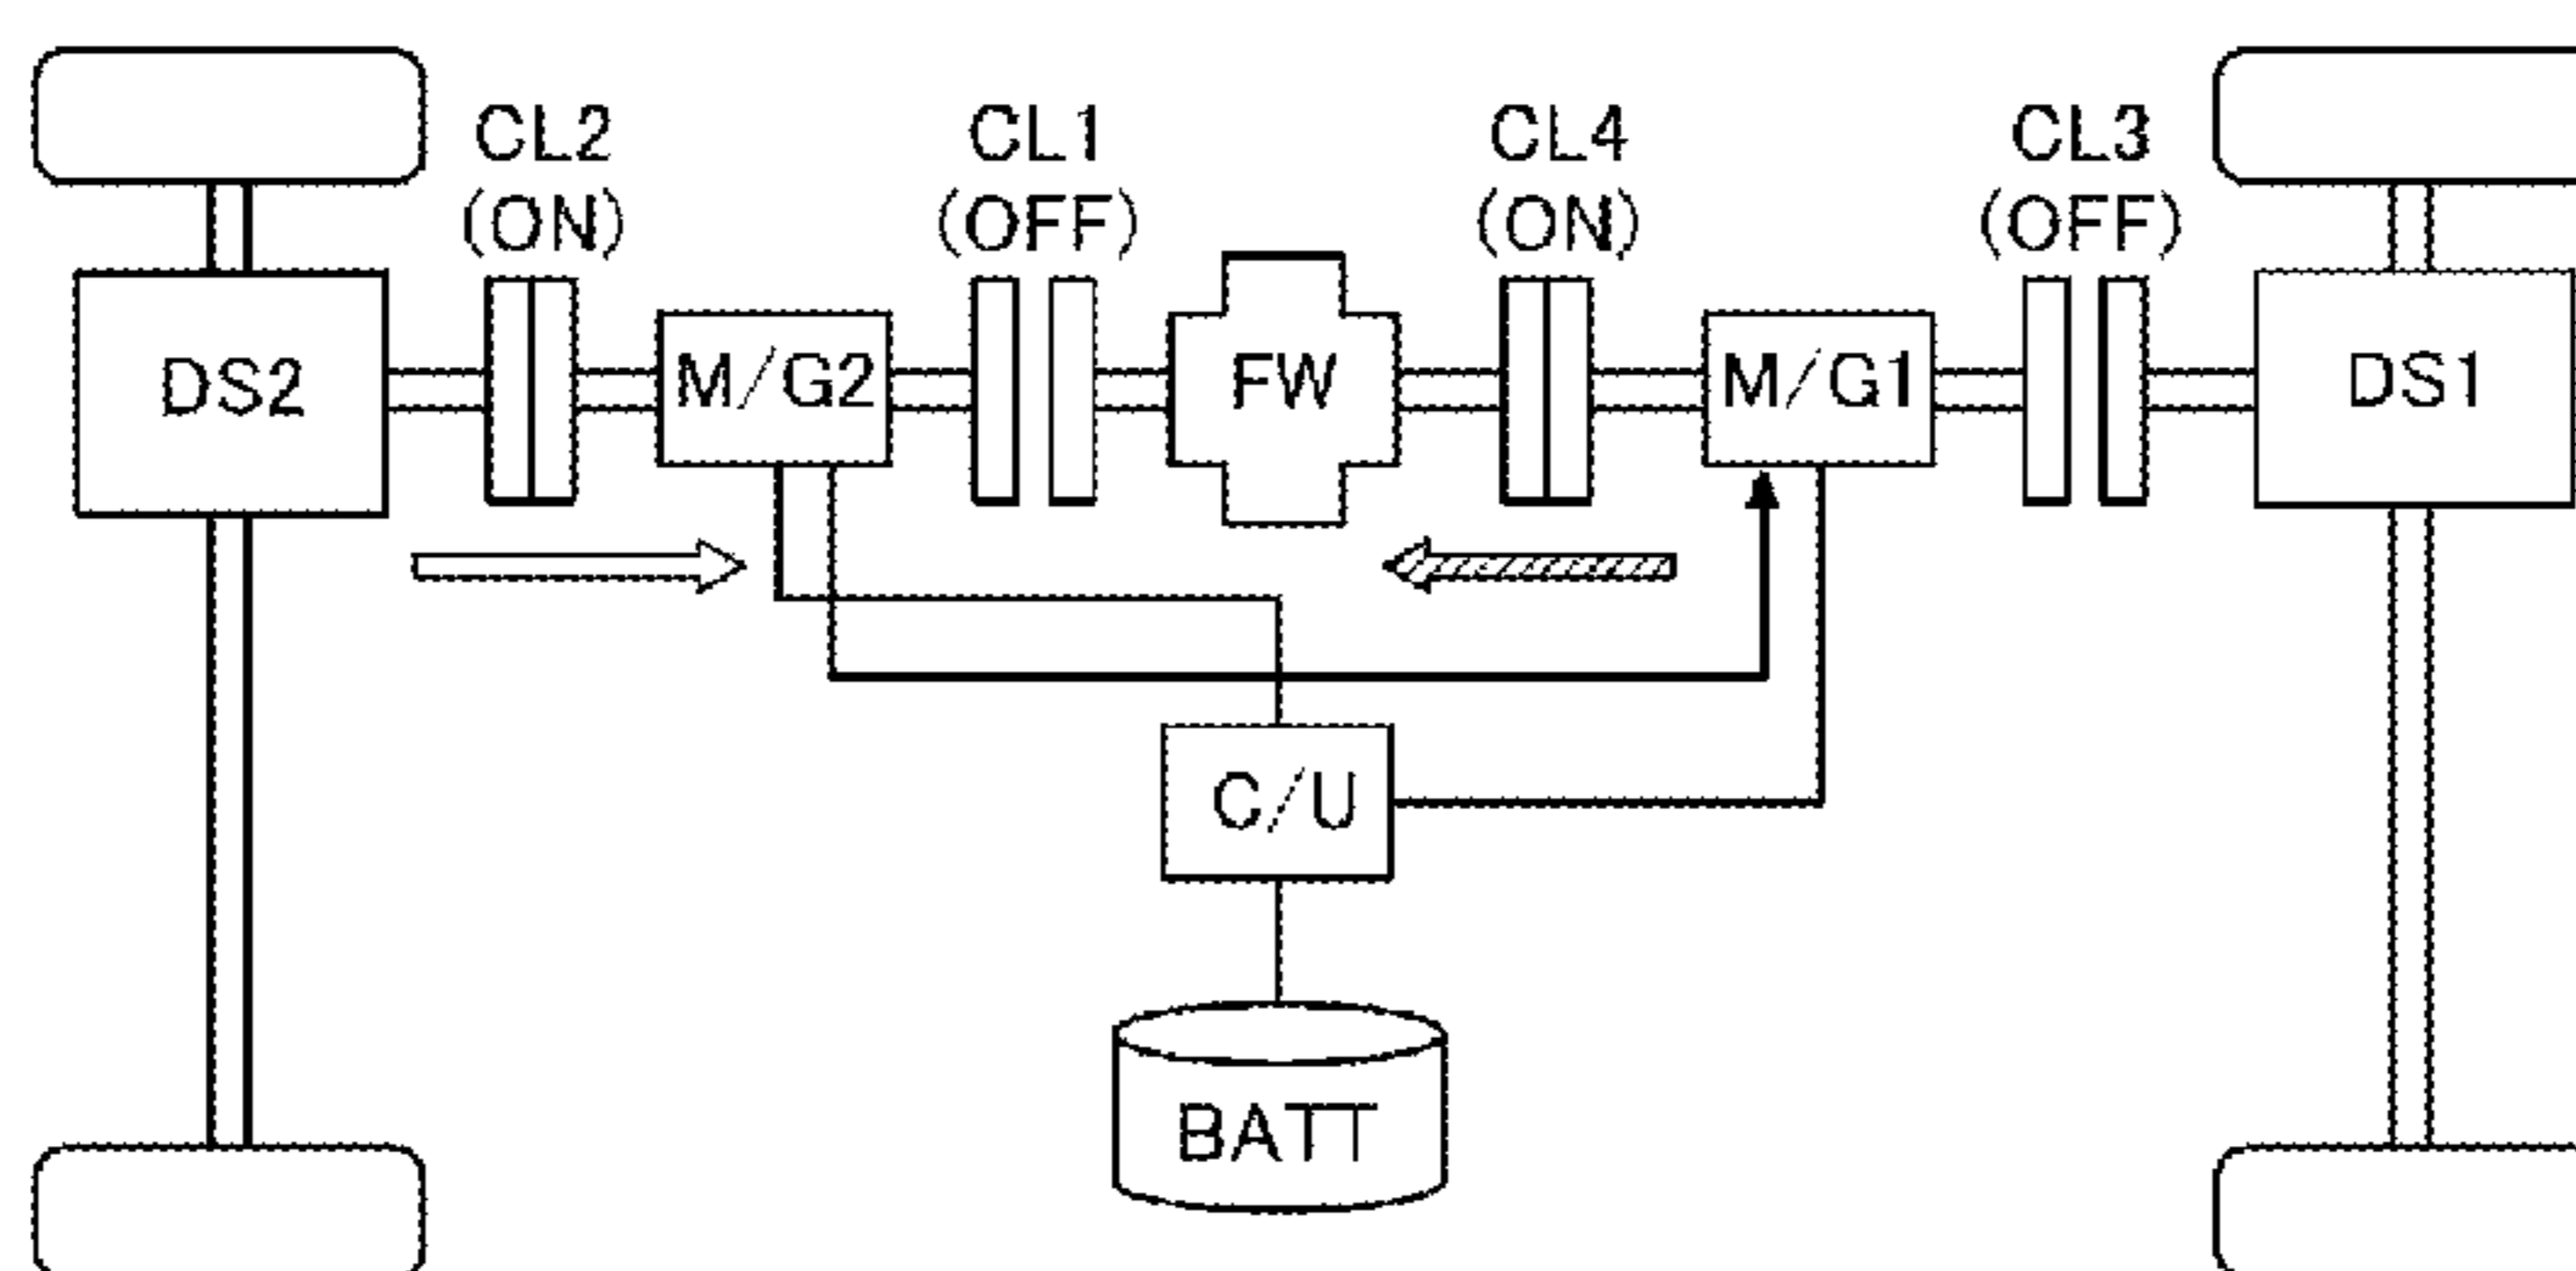 CL2
(ON)
CL1
(OFF)
CL4
(ON)
CL3
(OFF)
DS2
M/G2
FW
M/G1
DS1
C/U
BATT